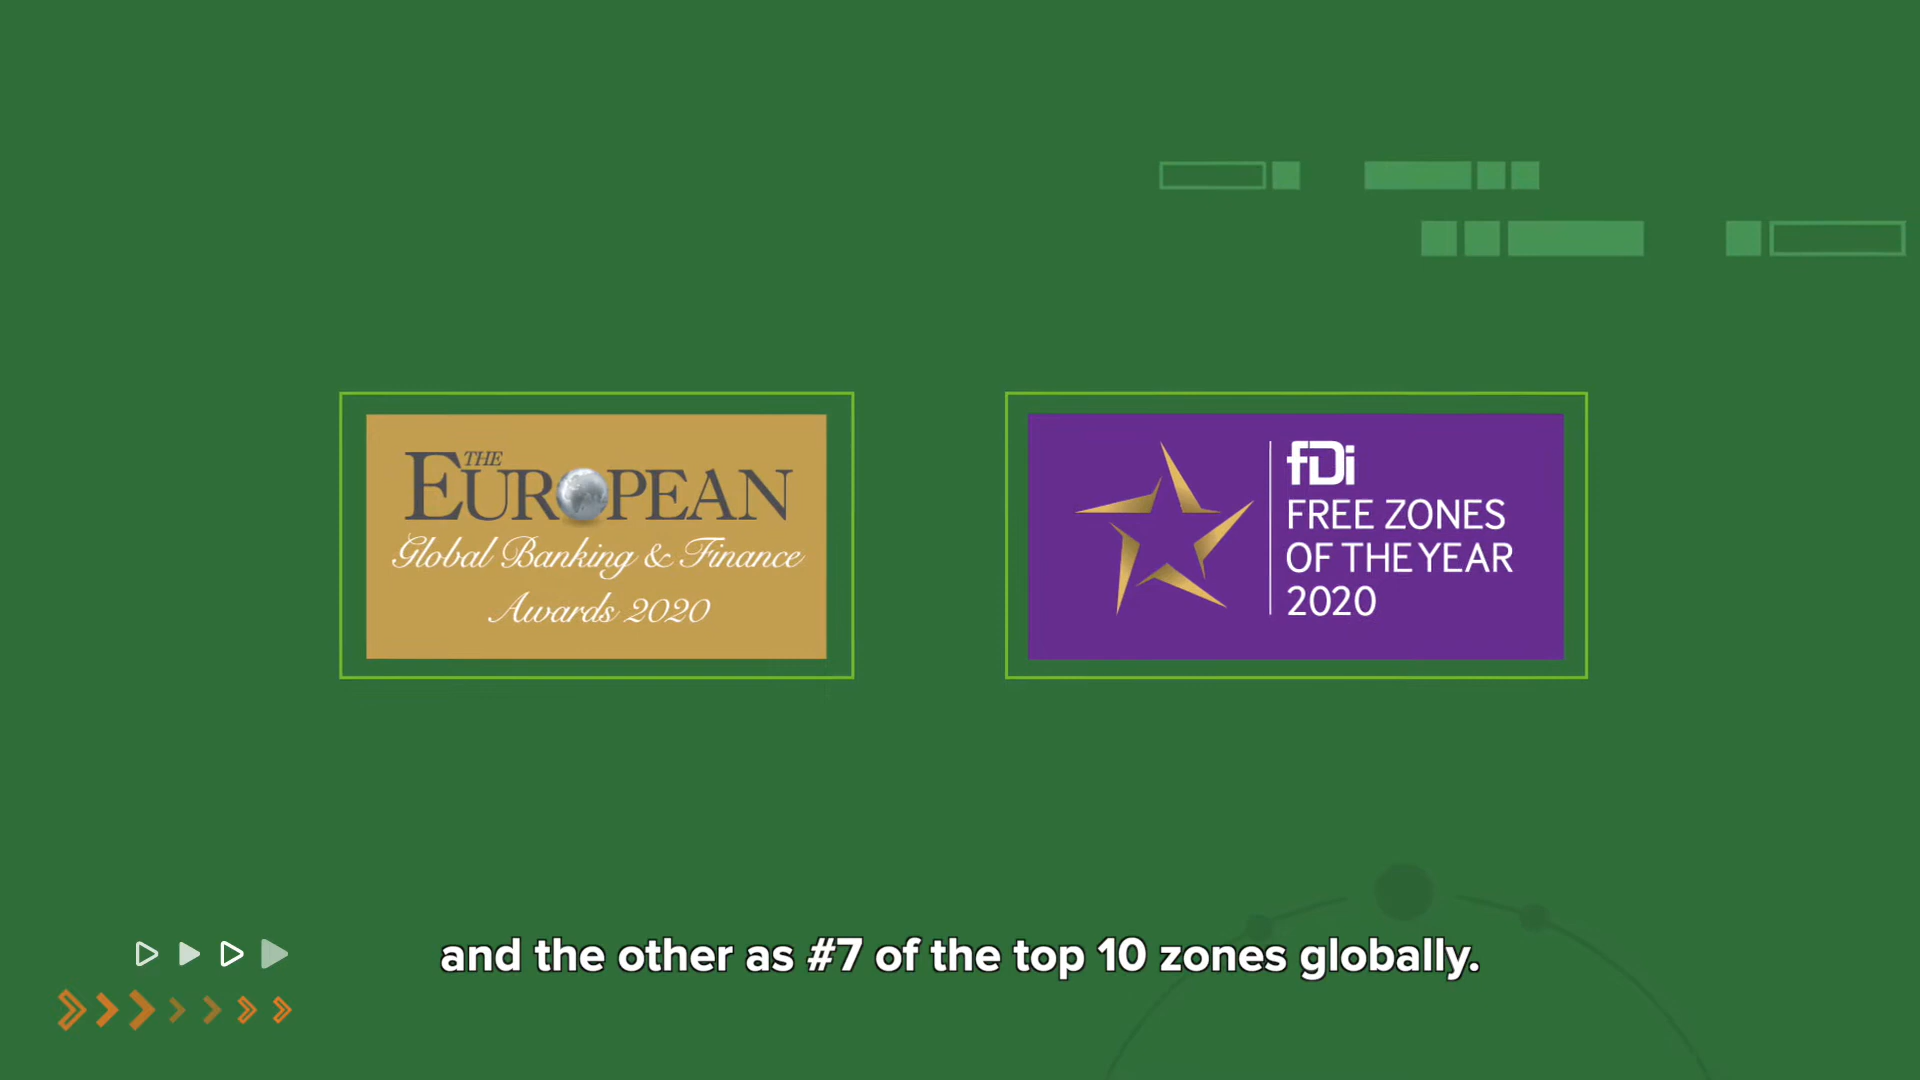 THE
EUROPEAN
Global Banking & Finance
Awards 2020
fDi
FREE ZONES
OF THE YEAR
2020
and the other as #7 of the top 10 zones globally.